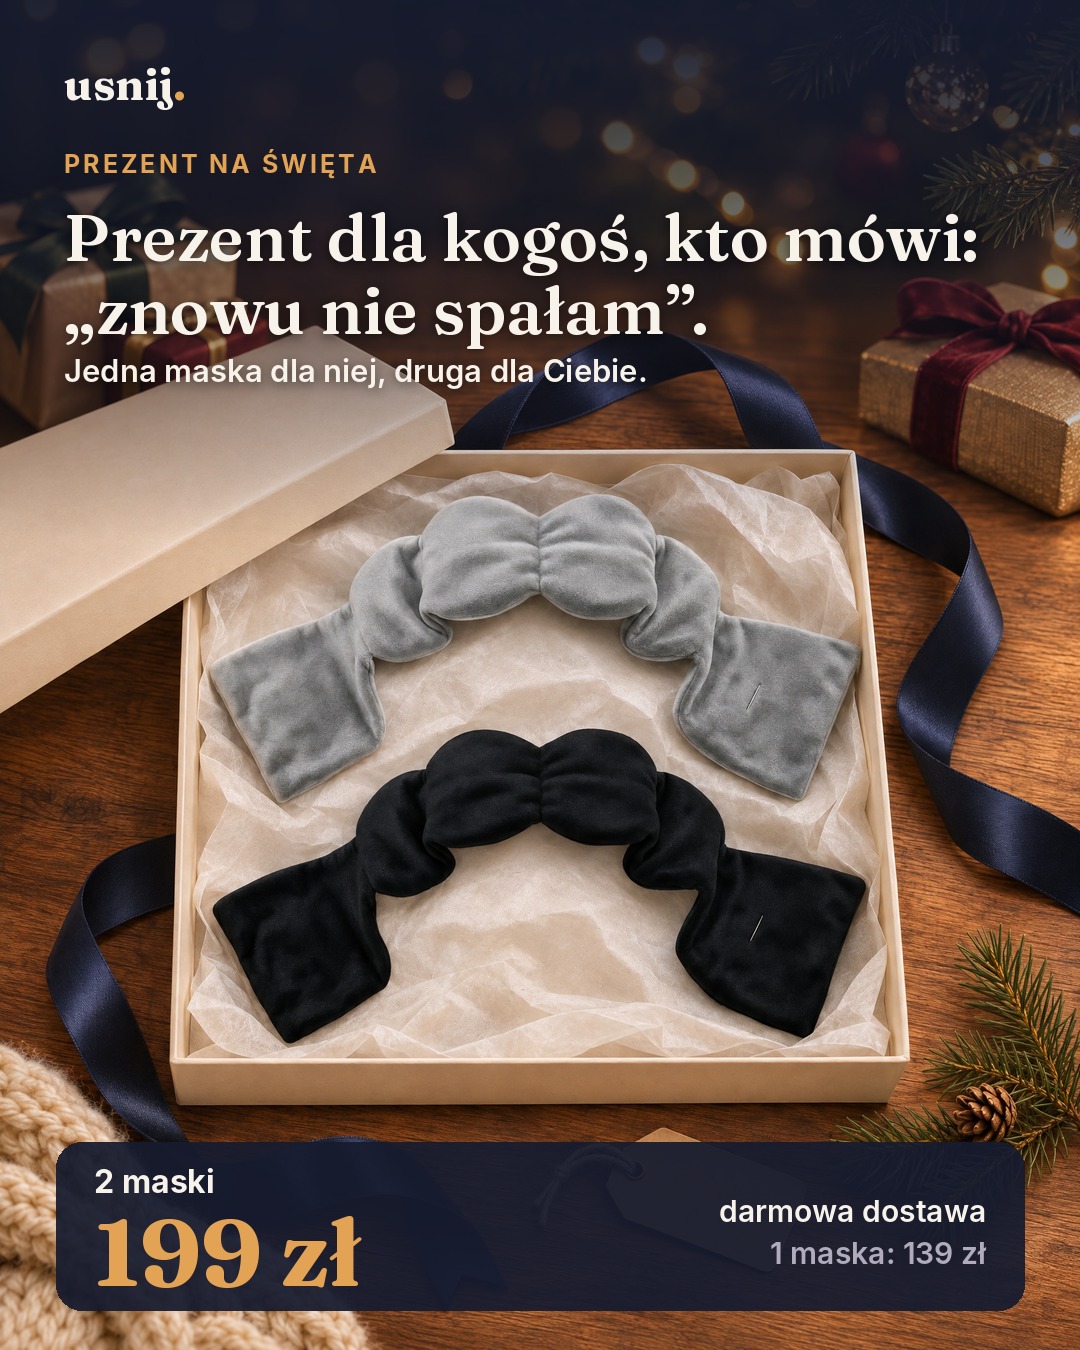 usnij.
PREZENT NA ŚWIĘTA
Prezent dla kogoś, kto mówi:
„znowu nie spałam”.
Jedna maska dla niej, druga dla Ciebie.
2 maski
199 zł
darmowa dostawa
1 maska: 139 zł